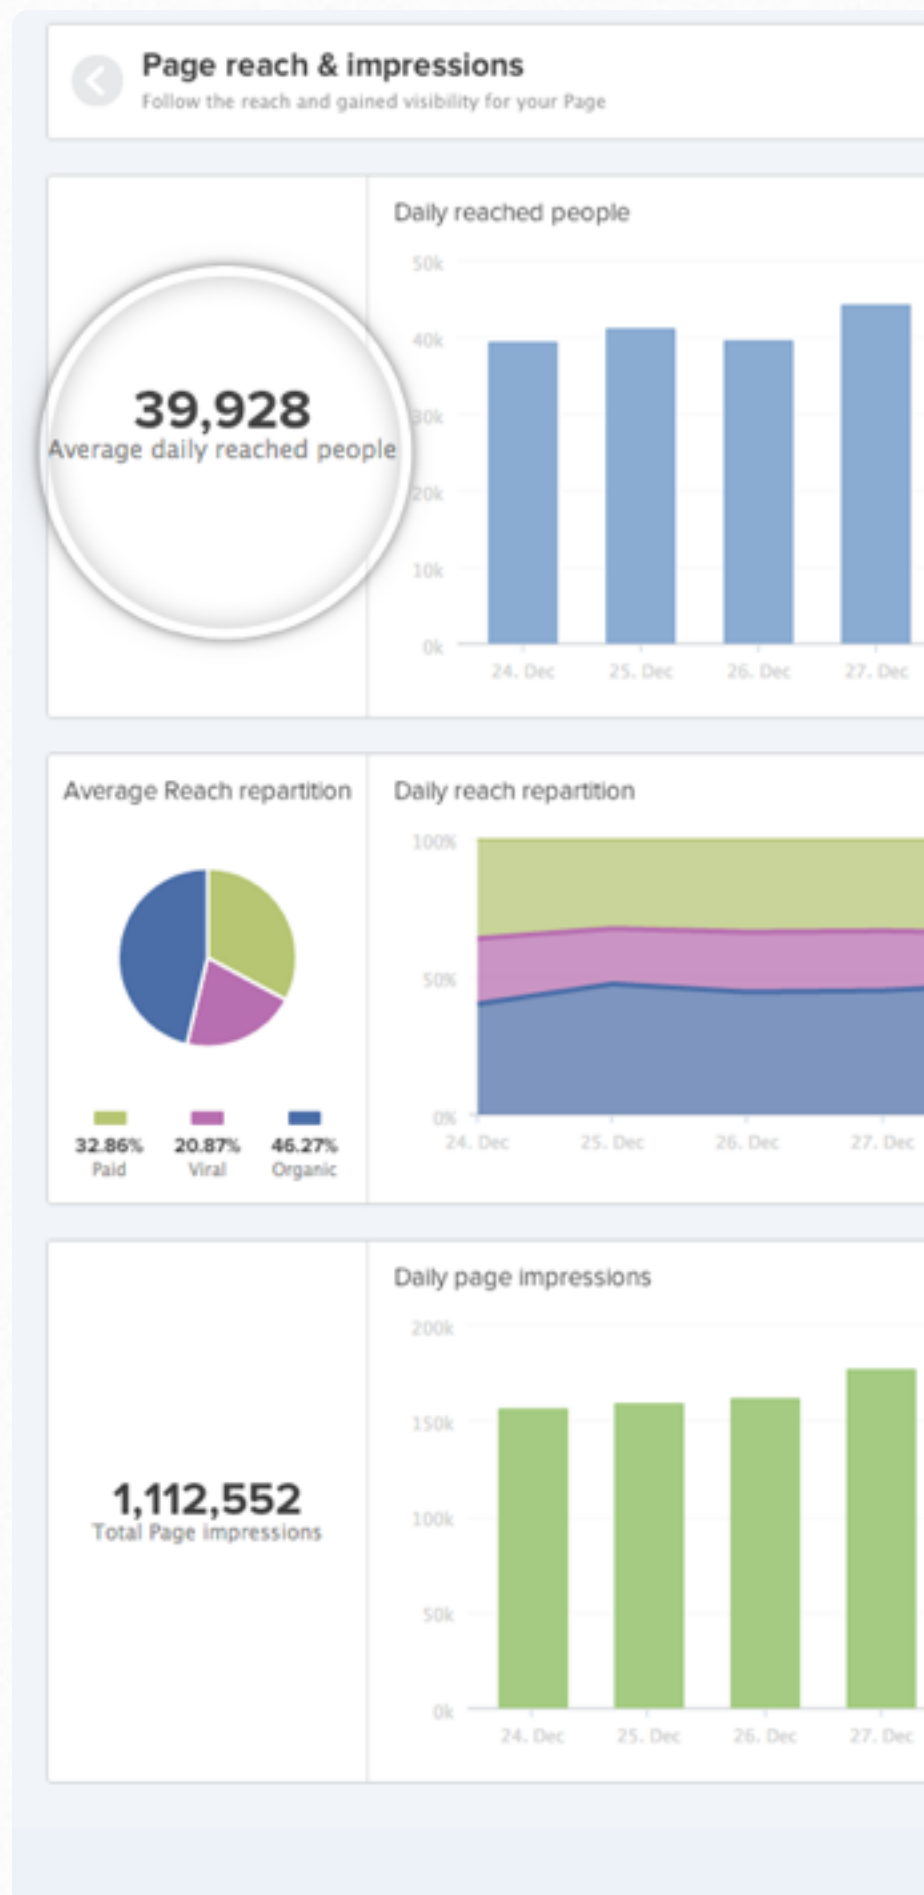 Page reach & impressions
Follow the reach and gained visibility for your Page
39,928
Average daily reached people
Daily reached people
50k
40k
30k
20k
10k
0k
24. Dec
25. Dec
26. Dec
27. Dec
Average Reach repartition
32.86%
20.87%
46.27%
Paid
Viral
Organic
Daily reach repartition
100%
50%
0%
24. Dec
25. Dec
26. Dec
27. Dec
1,112,552
Total Page impressions
Daily page impressions
200k
150k
100k
50k
0k
24. Dec
25. Dec
26. Dec
27. Dec